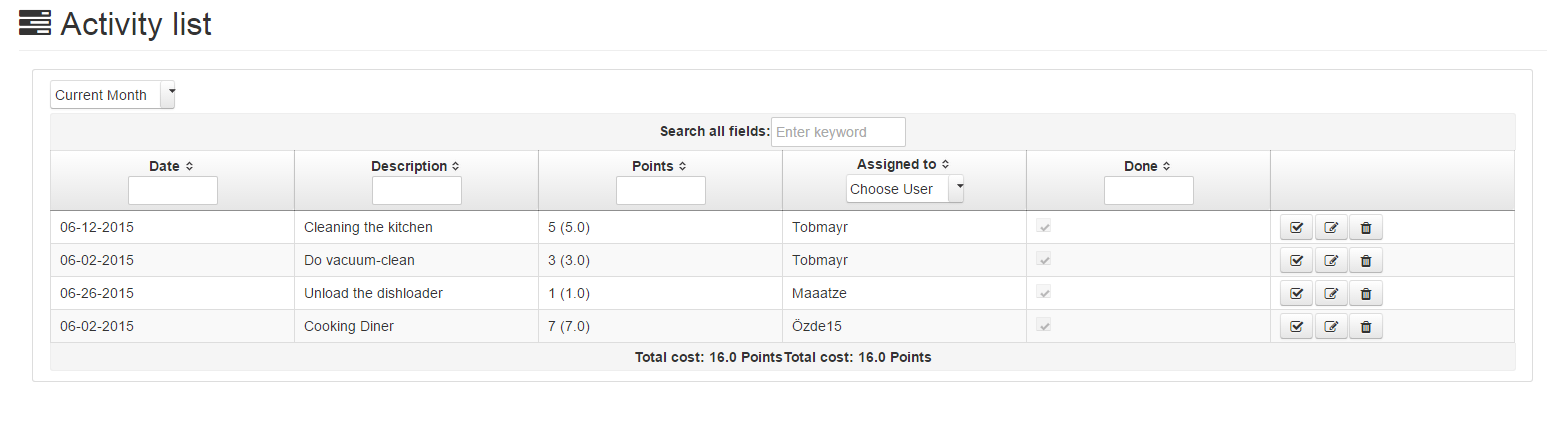 Activity list
Current Month
Search all fields: Enter keyword
Date Description Points Assigned to Done
Choose User
06-12-2015 Cleaning the kitchen 5 (5.0) Tobmayr
06-02-2015 Do vacuum-clean 3 (3.0) Tobmayr
06-26-2015 Unload the dishloader 1 (1.0) Maaatze
06-02-2015 Cooking Diner 7 (7.0) Özde15
Total cost: 16.0 PointsTotal cost: 16.0 Points